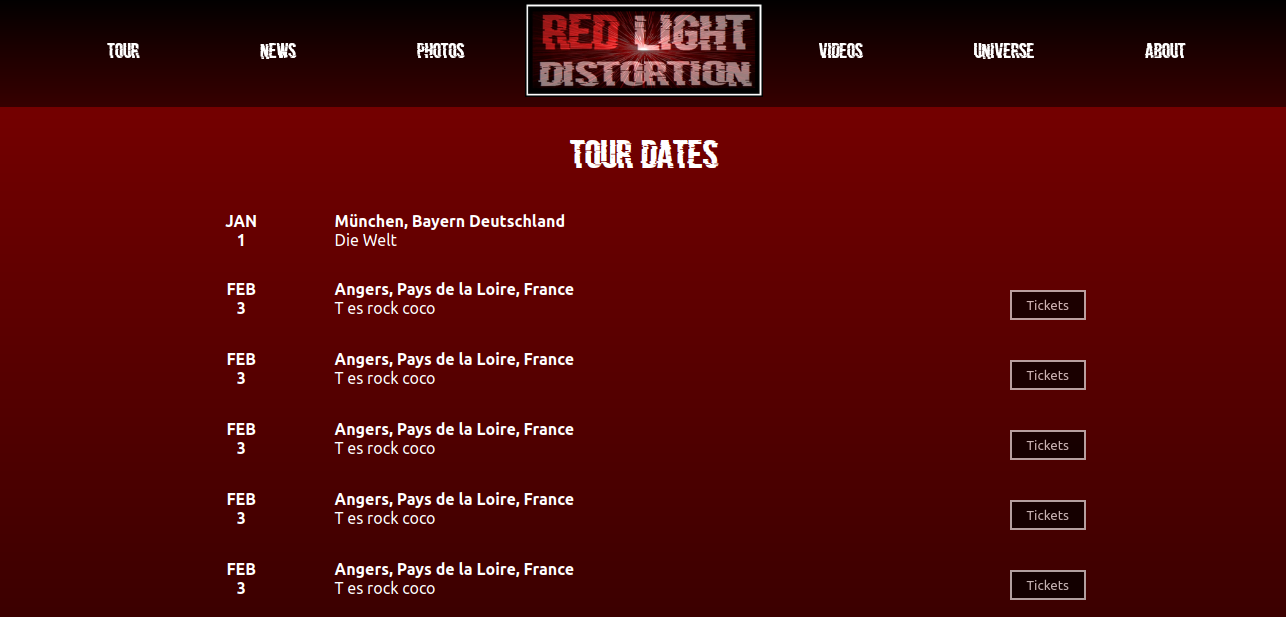 TOUR
NEWS
PHOTOS
RED LIGHT
DISTORTION
VIDEOS
UNIVERSE
ABOUT
TOUR DATES
JAN
1
München, Bayern Deutschland
Die Welt
FEB
3
Angers, Pays de la Loire, France
T es rock coco
Tickets
FEB
3
Angers, Pays de la Loire, France
T es rock coco
Tickets
FEB
3
Angers, Pays de la Loire, France
T es rock coco
Tickets
FEB
3
Angers, Pays de la Loire, France
T es rock coco
Tickets
FEB
3
Angers, Pays de la Loire, France
T es rock coco
Tickets